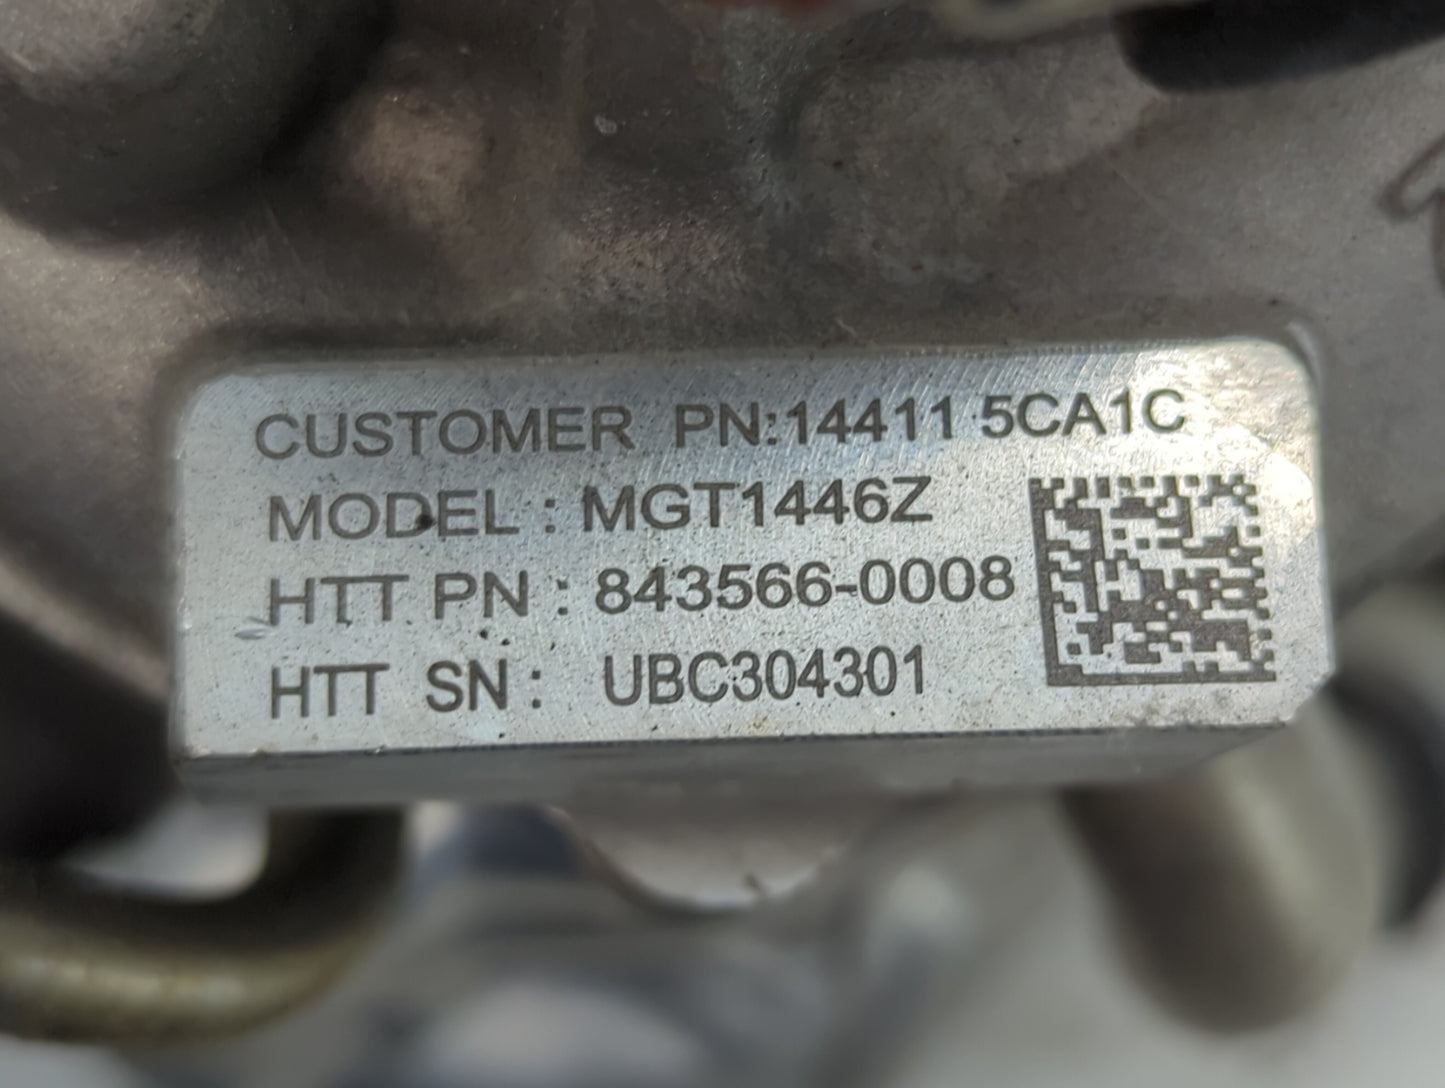 CUSTOMER PN:14411 5CA1C
MODEL : MGT1446Z
HTT PN : 843566-0008
HTT SN : UBC304301